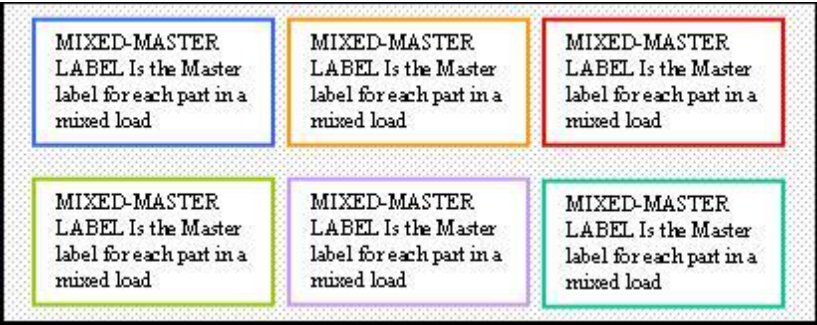 MIXED-MASTER
LABEL Is the Master
label for each part in a
mixed load
MIXED-MASTER
LABEL Is the Master
label for each part in a
mixed load
MIXED-MASTER
LABEL Is the Master
label for each part in a
mixed load
MIXED-MASTER
LABEL Is the Master
label for each part in a
mixed load
MIXED-MASTER
LABEL Is the Master
label for each part in a
mixed load
MIXED-MASTER
LABEL Is the Master
label for each part in a
mixed load